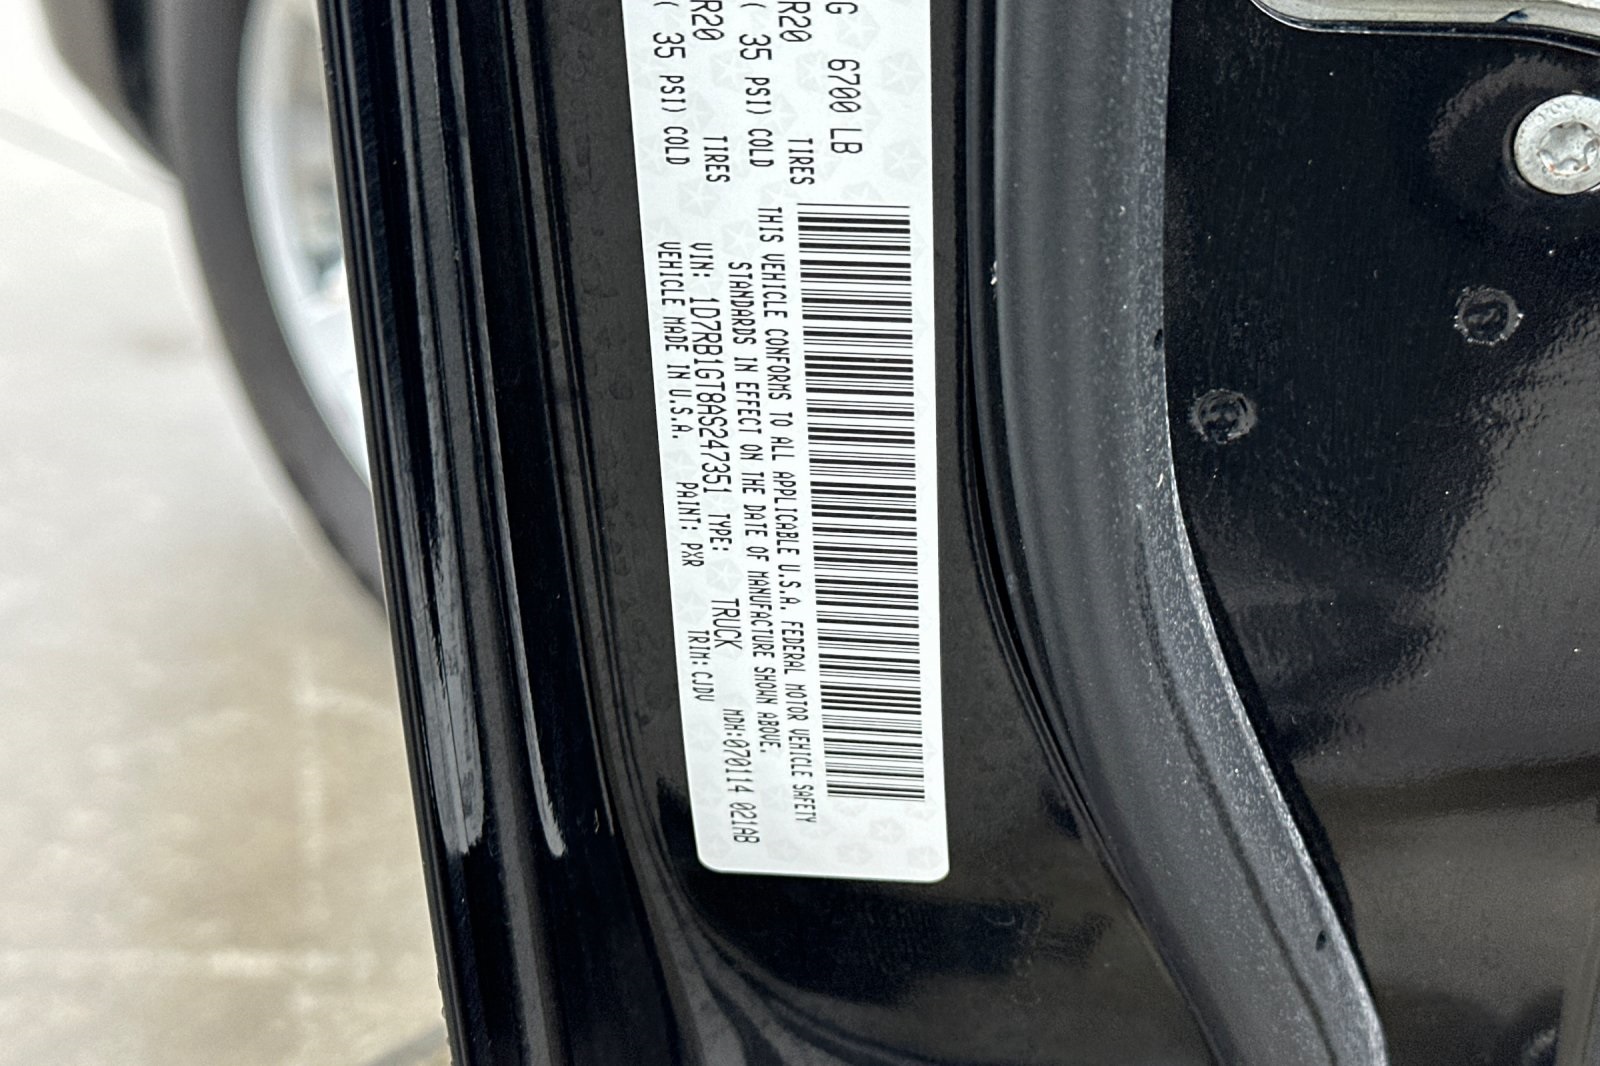 G 6700 LB
R20 TIRES
( 35 PSI) COLD
R20 TIRES
( 35 PSI) COLD
THIS VEHICLE CONFORMS TO ALL APPLICABLE U.S.A. FEDERAL MOTOR VEHICLE SAFETY
STANDARDS IN EFFECT ON THE DATE OF MANUFACTURE SHOWN ABOVE.
VIN: 1D7RB1GT8AS247351 TYPE: TRUCK MDH:070114 021AB
VEHICLE MADE IN U.S.A. PAINT: PXR TRIM: CJDV